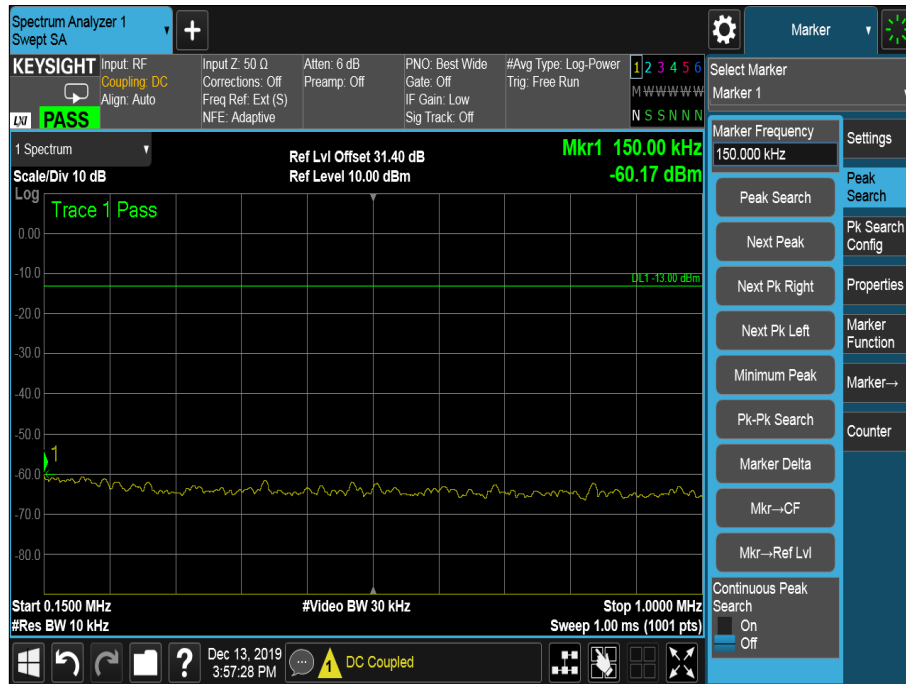 Spectrum Analyzer 1
Swept SA
Marker
KEYSIGHT
Input: RF
Coupling: DC
Align: Auto
Input Z: 50 Ω
Corrections: Off
Freq Ref: Ext (S)
NFE: Adaptive
Atten: 6 dB
Preamp: Off
PNO: Best Wide
Gate: Off
IF Gain: Low
Sig Track: Off
#Avg Type: Log-Power
Trig: Free Run
1 2 3 4 5 6
M W W W W W
N S S N N N
LXI PASS
Select Marker
Marker 1
1 Spectrum
Scale/Div 10 dB
Ref Lvl Offset 31.40 dB
Ref Level 10.00 dBm
Mkr1 150.00 kHz
-60.17 dBm
Log
Trace 1 Pass
0.00
-10.0
DL1 -13.00 dBm
-20.0
-30.0
-40.0
-50.0
1
-60.0
-70.0
-80.0
Start 0.1500 MHz
#Res BW 10 kHz
#Video BW 30 kHz
Stop 1.0000 MHz
Sweep 1.00 ms (1001 pts)
Marker Frequency
150.000 kHz
Peak Search
Next Peak
Next Pk Right
Next Pk Left
Minimum Peak
Pk-Pk Search
Marker Delta
Mkr→CF
Mkr→Ref Lvl
Continuous Peak
Search
On
Off
Settings
Peak
Search
Pk Search
Config
Properties
Marker
Function
Marker→
Counter
?
Dec 13, 2019
3:57:28 PM
1
DC Coupled